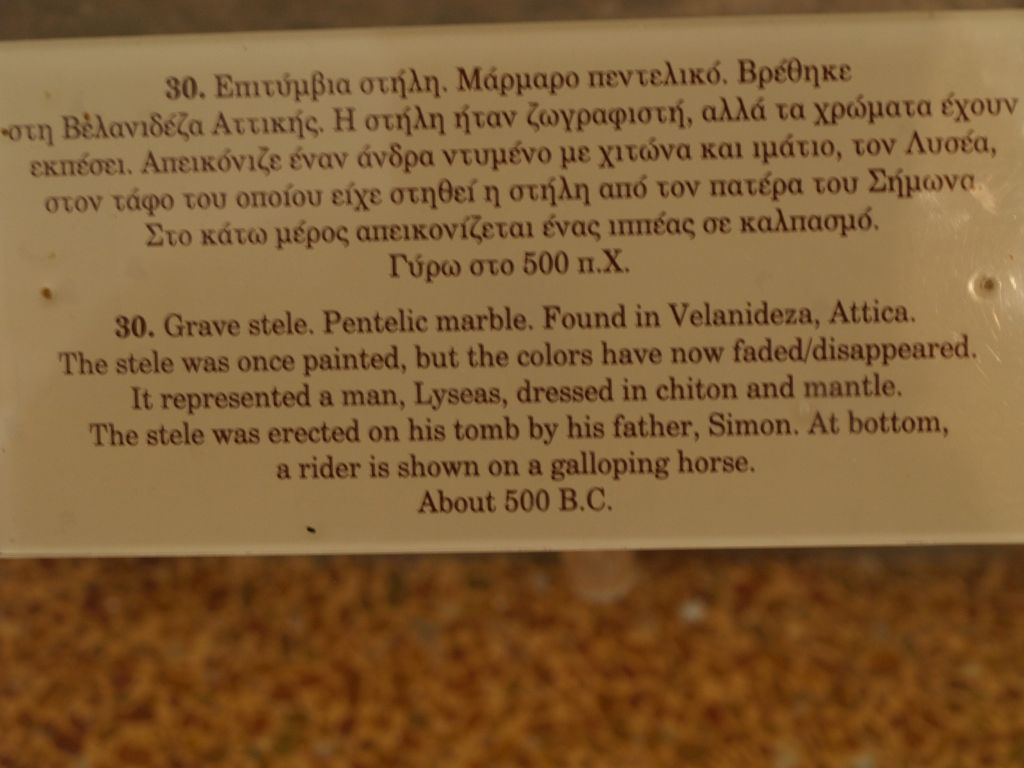 30. Επιτύμβια στήλη. Μάρμαρο πεντελικό. Βρέθηκε
στη Βελανιδέζα Αττικής. Η στήλη ήταν ζωγραφιστή, αλλά τα χρώματα έχουν
εκπέσει. Απεικόνιζε έναν άνδρα ντυμένο με χιτώνα και ιμάτιο, τον Λυσέα,
στον τάφο του οποίου είχε στηθεί η στήλη από τον πατέρα του Σήμωνα.
Στο κάτω μέρος απεικονίζεται ένας ιππέας σε καλπασμό.
Γύρω στο 500 π.Χ.
30. Grave stele. Pentelic marble. Found in Velanideza, Attica.
The stele was once painted, but the colors have now faded/disappeared.
It represented a man, Lyseas, dressed in chiton and mantle.
The stele was erected on his tomb by his father, Simon. At bottom,
a rider is shown on a galloping horse.
About 500 B.C.